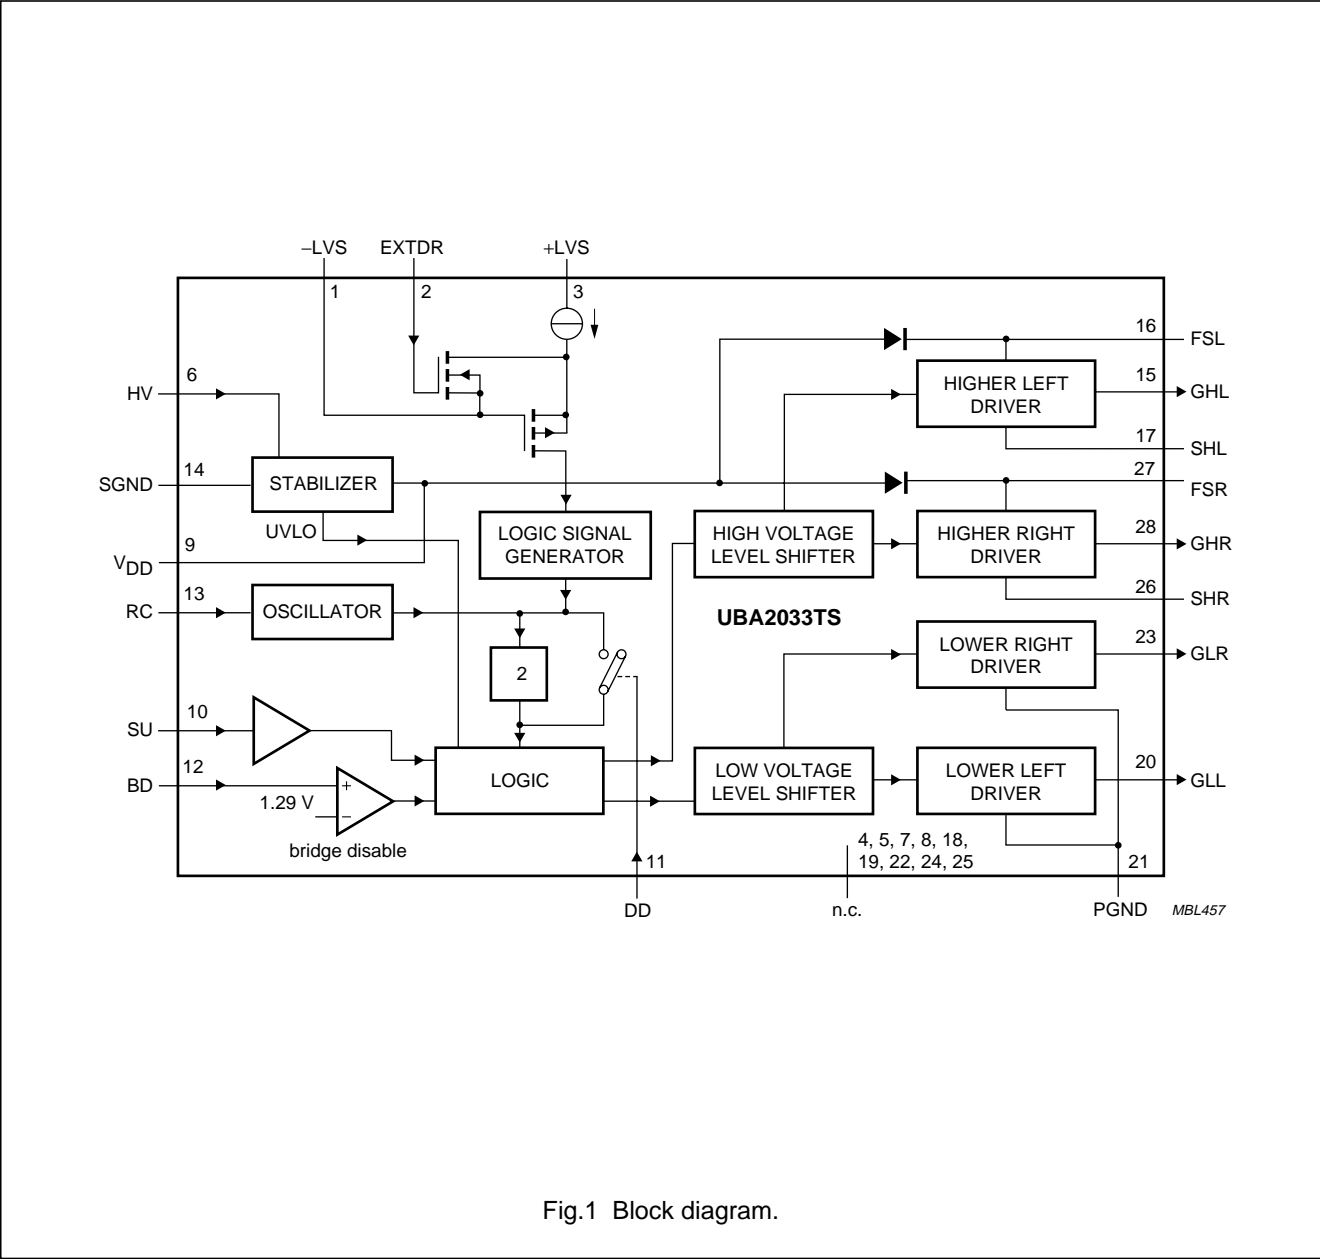 −LVS EXTDR +LVS
1 2 3
16 FSL
6 HV
HIGHER LEFT
DRIVER
15 GHL
17 SHL
14 SGND
STABILIZER
27 FSR
UVLO
LOGIC SIGNAL
GENERATOR
HIGH VOLTAGE
LEVEL SHIFTER
HIGHER RIGHT
DRIVER
28 GHR
9 VDD
13 RC
OSCILLATOR
26 SHR
UBA2033TS
LOWER RIGHT
DRIVER
23 GLR
2
10 SU
12 BD
1.29 V
+
−
bridge disable
LOGIC
LOW VOLTAGE
LEVEL SHIFTER
LOWER LEFT
DRIVER
20 GLL
4, 5, 7, 8, 18,
19, 22, 24, 25
11
21
DD
n.c.
PGND
MBL457
Fig.1 Block diagram.